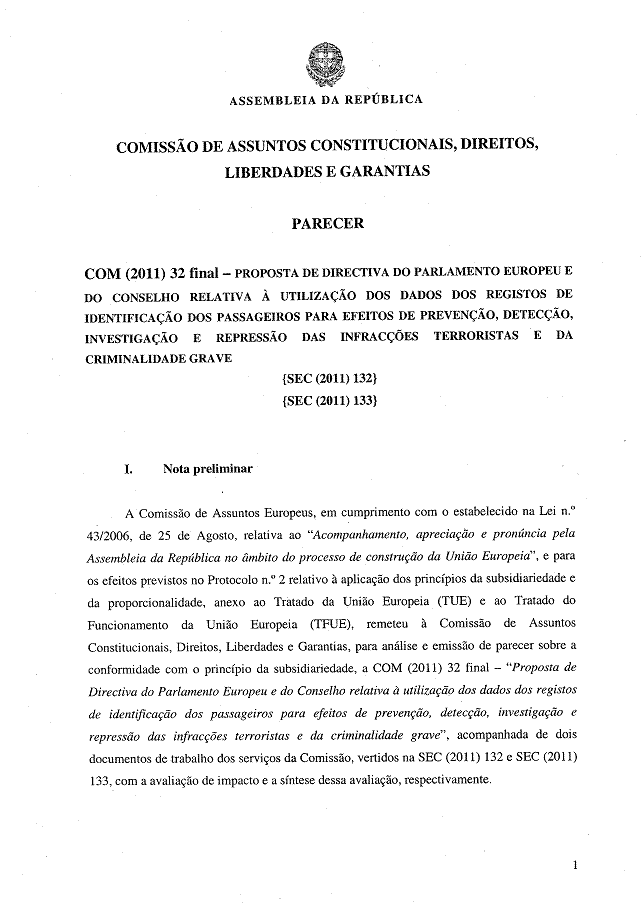 ASSEMBLEIA DA REPÚBLICA
COMISSÃO DE ASSUNTOS CONSTITUCIONAIS, DIREITOS,
LIBERDADES E GARANTIAS
PARECER
COM (2011) 32 final – PROPOSTA DE DIRECTIVA DO PARLAMENTO EUROPEU E
DO CONSELHO RELATIVA À UTILIZAÇÃO DOS DADOS DOS REGISTOS DE
IDENTIFICAÇÃO DOS PASSAGEIROS PARA EFEITOS DE PREVENÇÃO, DETECÇÃO,
INVESTIGAÇÃO E REPRESSÃO DAS INFRACÇÕES TERRORISTAS E DA
CRIMINALIDADE GRAVE
{SEC (2011) 132}
{SEC (2011) 133}
I. Nota preliminar
A Comissão de Assuntos Europeus, em cumprimento com o estabelecido na Lei n.º
43/2006, de 25 de Agosto, relativa ao “Acompanhamento, apreciação e pronúncia pela
Assembleia da República no âmbito do processo de construção da União Europeia”, e para
os efeitos previstos no Protocolo n.º 2 relativo à aplicação dos princípios da subsidiariedade e
da proporcionalidade, anexo ao Tratado da União Europeia (TUE) e ao Tratado do
Funcionamento da União Europeia (TFUE), remeteu à Comissão de Assuntos
Constitucionais, Direitos, Liberdades e Garantias, para análise e emissão de parecer sobre a
conformidade com o princípio da subsidiariedade, a COM (2011) 32 final – “Proposta de
Directiva do Parlamento Europeu e do Conselho relativa à utilização dos dados dos registos
de identificação dos passageiros para efeitos de prevenção, detecção, investigação e
repressão das infracções terroristas e da criminalidade grave”, acompanhada de dois
documentos de trabalho dos serviços da Comissão, vertidos na SEC (2011) 132 e SEC (2011)
133, com a avaliação de impacto e a síntese dessa avaliação, respectivamente.
1